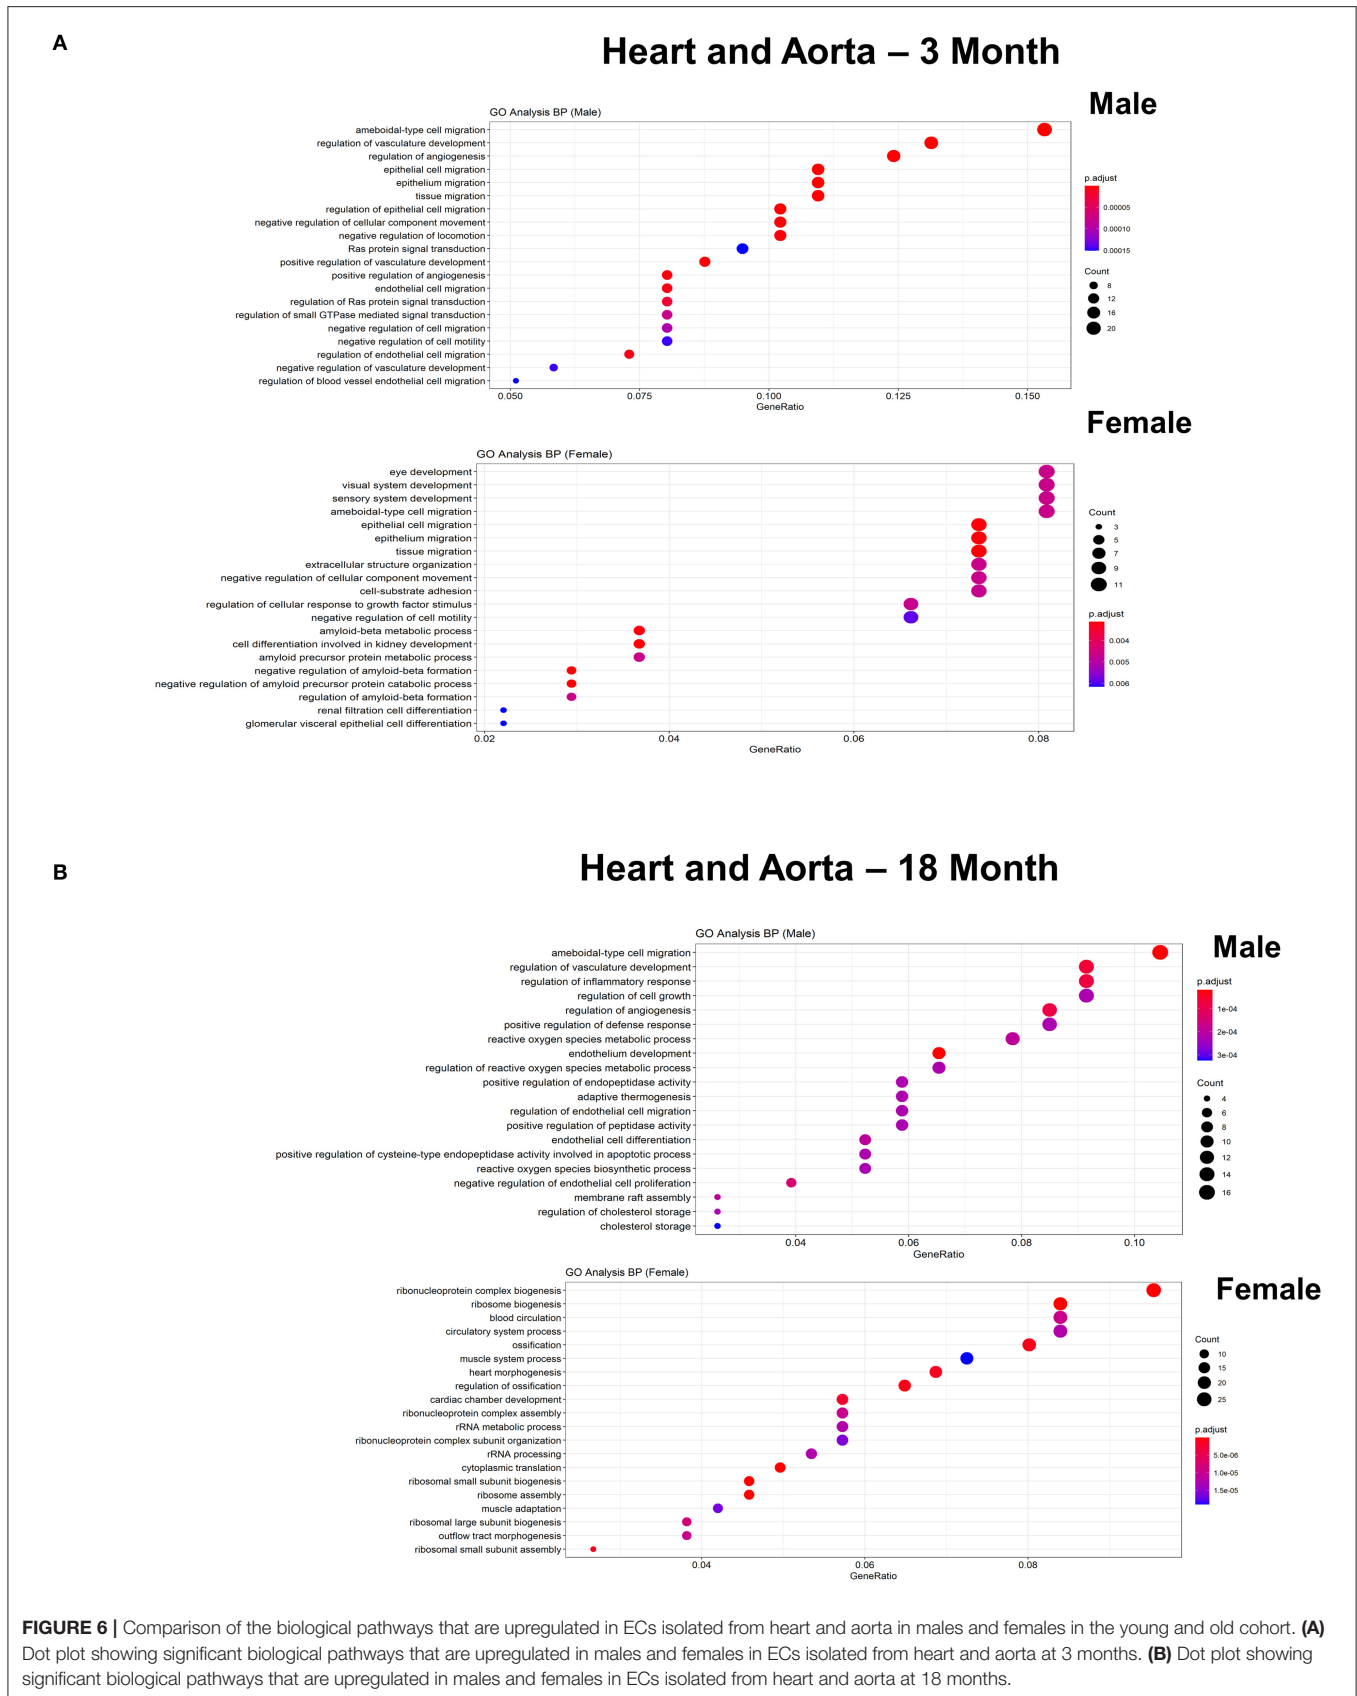 A
Heart and Aorta – 3 Month
Male
GO Analysis BP (Male)
ameboidal-type cell migration
regulation of vasculature development
regulation of angiogenesis
epithelial cell migration
epithelium migration
tissue migration
regulation of epithelial cell migration
negative regulation of cellular component movement
negative regulation of locomotion
Ras protein signal transduction
positive regulation of vasculature development
positive regulation of angiogenesis
endothelial cell migration
regulation of Ras protein signal transduction
regulation of small GTPase mediated signal transduction
negative regulation of cell migration
negative regulation of cell motility
regulation of endothelial cell migration
negative regulation of vasculature development
regulation of blood vessel endothelial cell migration
0.050 0.075 0.100 0.125 0.150
GeneRatio
p.adjust
0.00005
0.00010
0.00015
Count
8
12
16
20
Female
GO Analysis BP (Female)
eye development
visual system development
sensory system development
ameboidal-type cell migration
epithelial cell migration
epithelium migration
tissue migration
extracellular structure organization
negative regulation of cellular component movement
cell-substrate adhesion
regulation of cellular response to growth factor stimulus
negative regulation of cell motility
amyloid-beta metabolic process
cell differentiation involved in kidney development
amyloid precursor protein metabolic process
negative regulation of amyloid-beta formation
negative regulation of amyloid precursor protein catabolic process
regulation of amyloid-beta formation
renal filtration cell differentiation
glomerular visceral epithelial cell differentiation
0.02 0.04 0.06 0.08
GeneRatio
Count
3
5
7
9
11
p.adjust
0.004
0.005
0.006
B
Heart and Aorta – 18 Month
Male
GO Analysis BP (Male)
ameboidal-type cell migration
regulation of vasculature development
regulation of inflammatory response
regulation of cell growth
regulation of angiogenesis
positive regulation of defense response
reactive oxygen species metabolic process
endothelium development
regulation of reactive oxygen species metabolic process
positive regulation of endopeptidase activity
adaptive thermogenesis
regulation of endothelial cell migration
positive regulation of peptidase activity
endothelial cell differentiation
positive regulation of cysteine-type endopeptidase activity involved in apoptotic process
reactive oxygen species biosynthetic process
negative regulation of endothelial cell proliferation
membrane raft assembly
regulation of cholesterol storage
cholesterol storage
0.04 0.06 0.08 0.10
GeneRatio
p.adjust
1e-04
2e-04
3e-04
Count
4
6
8
10
12
14
16
Female
GO Analysis BP (Female)
ribonucleoprotein complex biogenesis
ribosome biogenesis
blood circulation
circulatory system process
ossification
muscle system process
heart morphogenesis
regulation of ossification
cardiac chamber development
ribonucleoprotein complex assembly
rRNA metabolic process
ribonucleoprotein complex subunit organization
rRNA processing
cytoplasmic translation
ribosomal small subunit biogenesis
ribosome assembly
muscle adaptation
ribosomal large subunit biogenesis
outflow tract morphogenesis
ribosomal small subunit assembly
0.04 0.06 0.08
GeneRatio
Count
10
15
20
25
p.adjust
5.0e-06
1.0e-05
1.5e-05
FIGURE 6 | Comparison of the biological pathways that are upregulated in ECs isolated from heart and aorta in males and females in the young and old cohort. (A)
Dot plot showing significant biological pathways that are upregulated in males and females in ECs isolated from heart and aorta at 3 months. (B) Dot plot showing
significant biological pathways that are upregulated in males and females in ECs isolated from heart and aorta at 18 months.